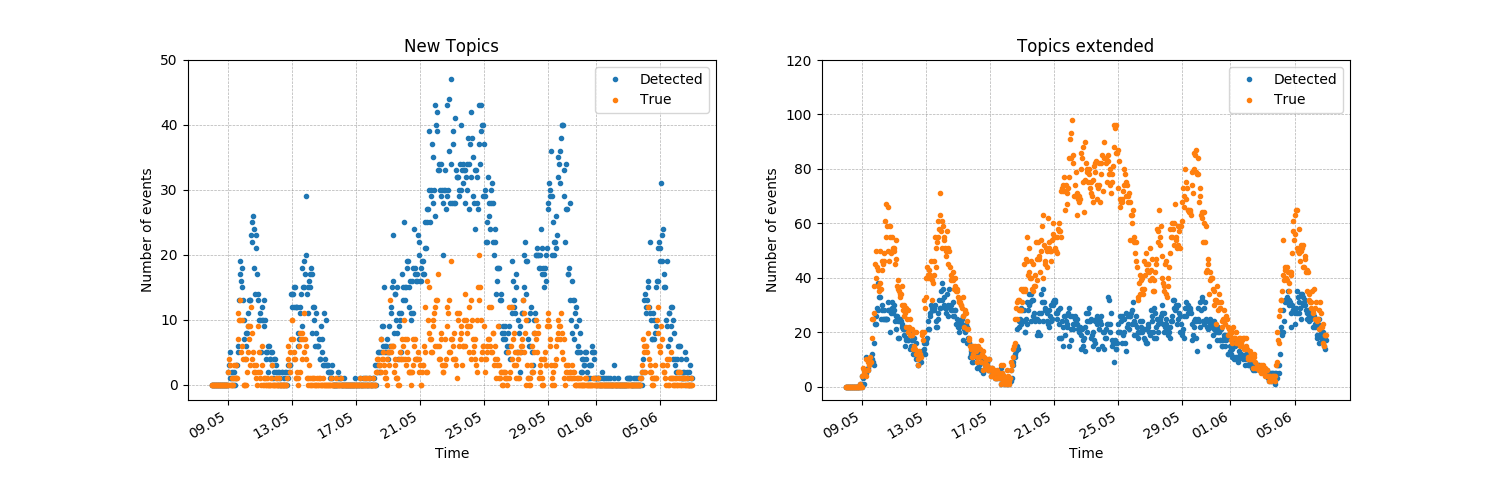 New Topics
Number of events
50
40
30
20
10
0
Detected
True
09.05
13.05
17.05
21.05
25.05
29.05
01.06
05.06
Time
Topics extended
Number of events
120
100
80
60
40
20
0
Detected
True
09.05
13.05
17.05
21.05
25.05
29.05
01.06
05.06
Time